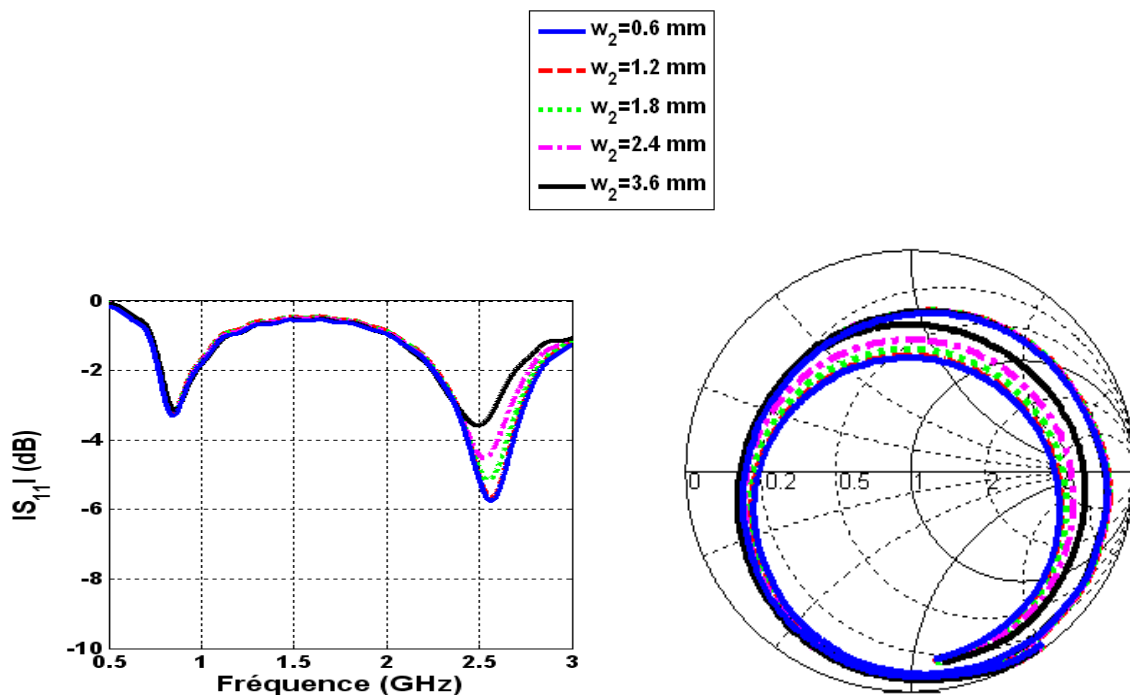 w2=0.6 mm
w2=1.2 mm
w2=1.8 mm
w2=2.4 mm
w2=3.6 mm
|S11| (dB)
0
-2
-4
-6
-8
-10
0.5 1 1.5 2 2.5 3
Fréquence (GHz)
0 0.2 0.5 1 2